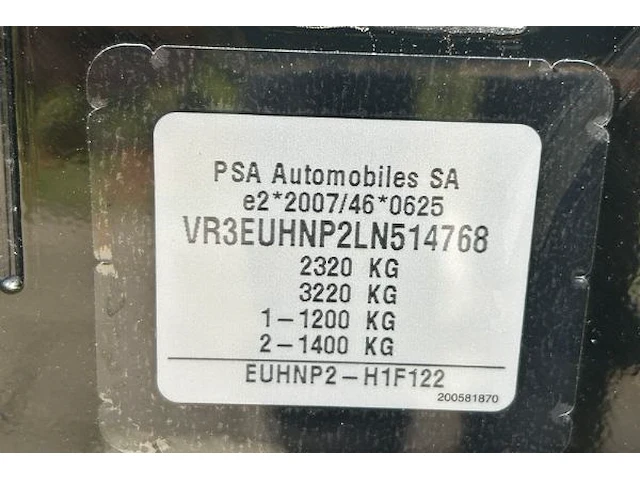 PSA Automobiles SA
e2*2007/46*0625
VR3EUHNP2LN514768
2320 KG
3220 KG
1-1200 KG
2-1400 KG
EUHNP2-H1F122
200581870